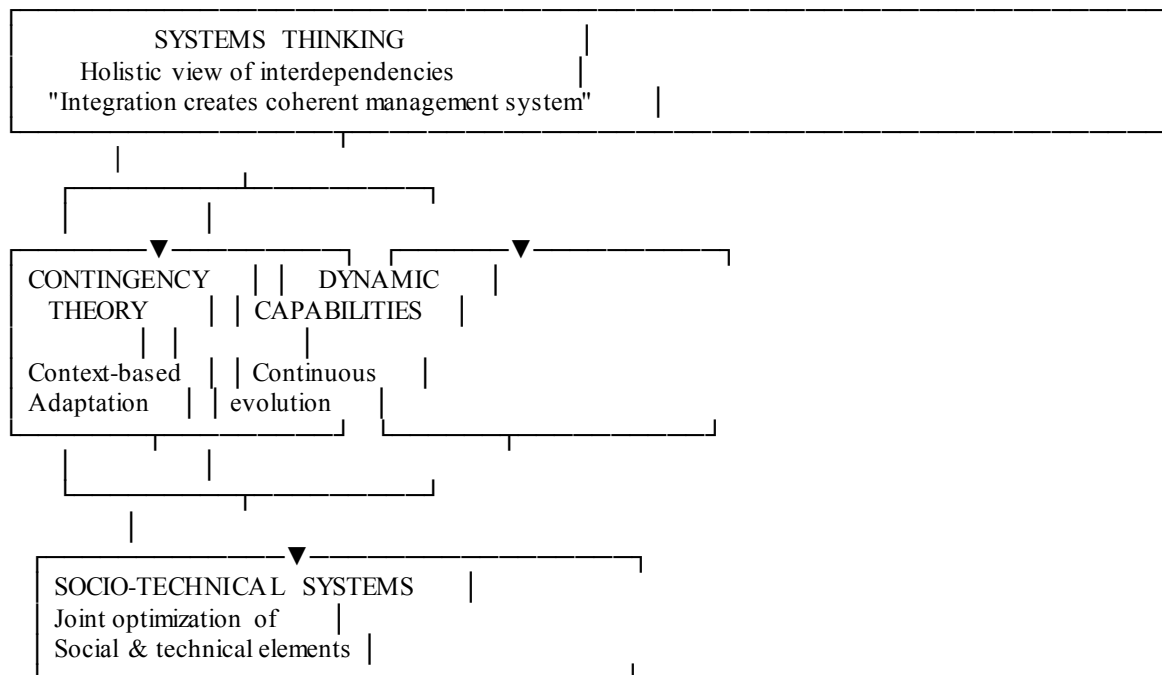 SYSTEMS THINKING
Holistic view of interdependencies
"Integration creates coherent management system"
CONTINGENCY
THEORY
Context-based
Adaptation
DYNAMIC
CAPABILITIES
Continuous
evolution
SOCIO-TECHNICAL SYSTEMS
Joint optimization of
Social & technical elements